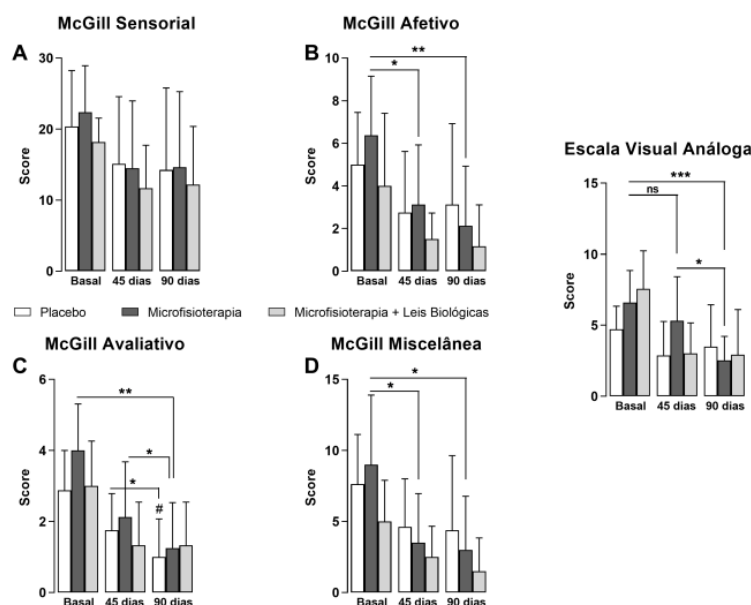 McGill Sensorial
A
30
20
10
0
Score
Basal
45 dias
90 dias
McGill Afetivo
B
10
8
6
4
2
0
Score
*
**
Basal
45 dias
90 dias
Escala Visual Análoga
15
10
5
0
Score
***
ns
*
Basal
45 dias
90 dias
Placebo
Microfisioterapia
Microfisioterapia + Leis Biológicas
McGill Avaliativo
C
6
4
2
0
Score
**
*
*
#
Basal
45 dias
90 dias
McGill Miscelânea
D
15
10
5
0
Score
*
*
Basal
45 dias
90 dias